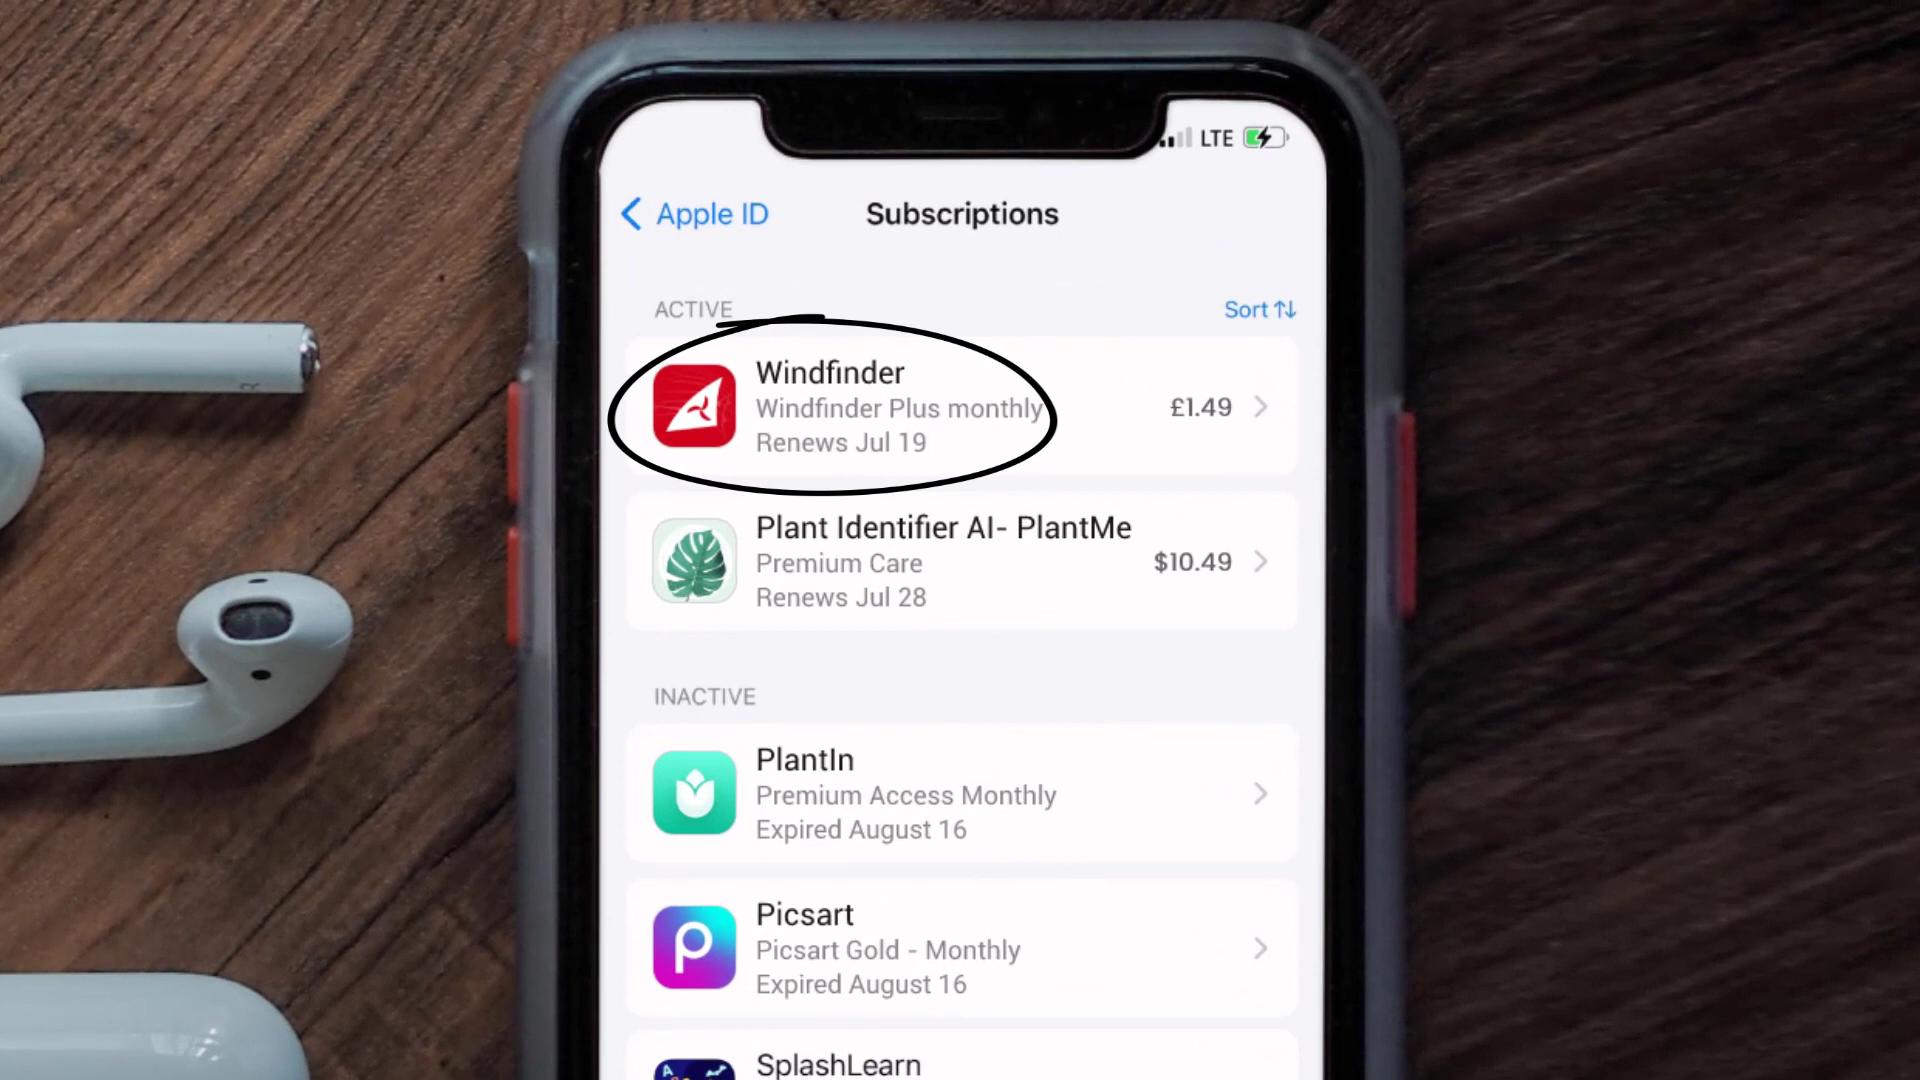 LTE
Apple ID
Subscriptions
ACTIVE
Sort
Windfinder
Windfinder Plus monthly
Renews Jul 19
£1.49
Plant Identifier AI- PlantMe
Premium Care
Renews Jul 28
$10.49
INACTIVE
PlantIn
Premium Access Monthly
Expired August 16
Picsart
Picsart Gold - Monthly
Expired August 16
SplashLearn
R
A